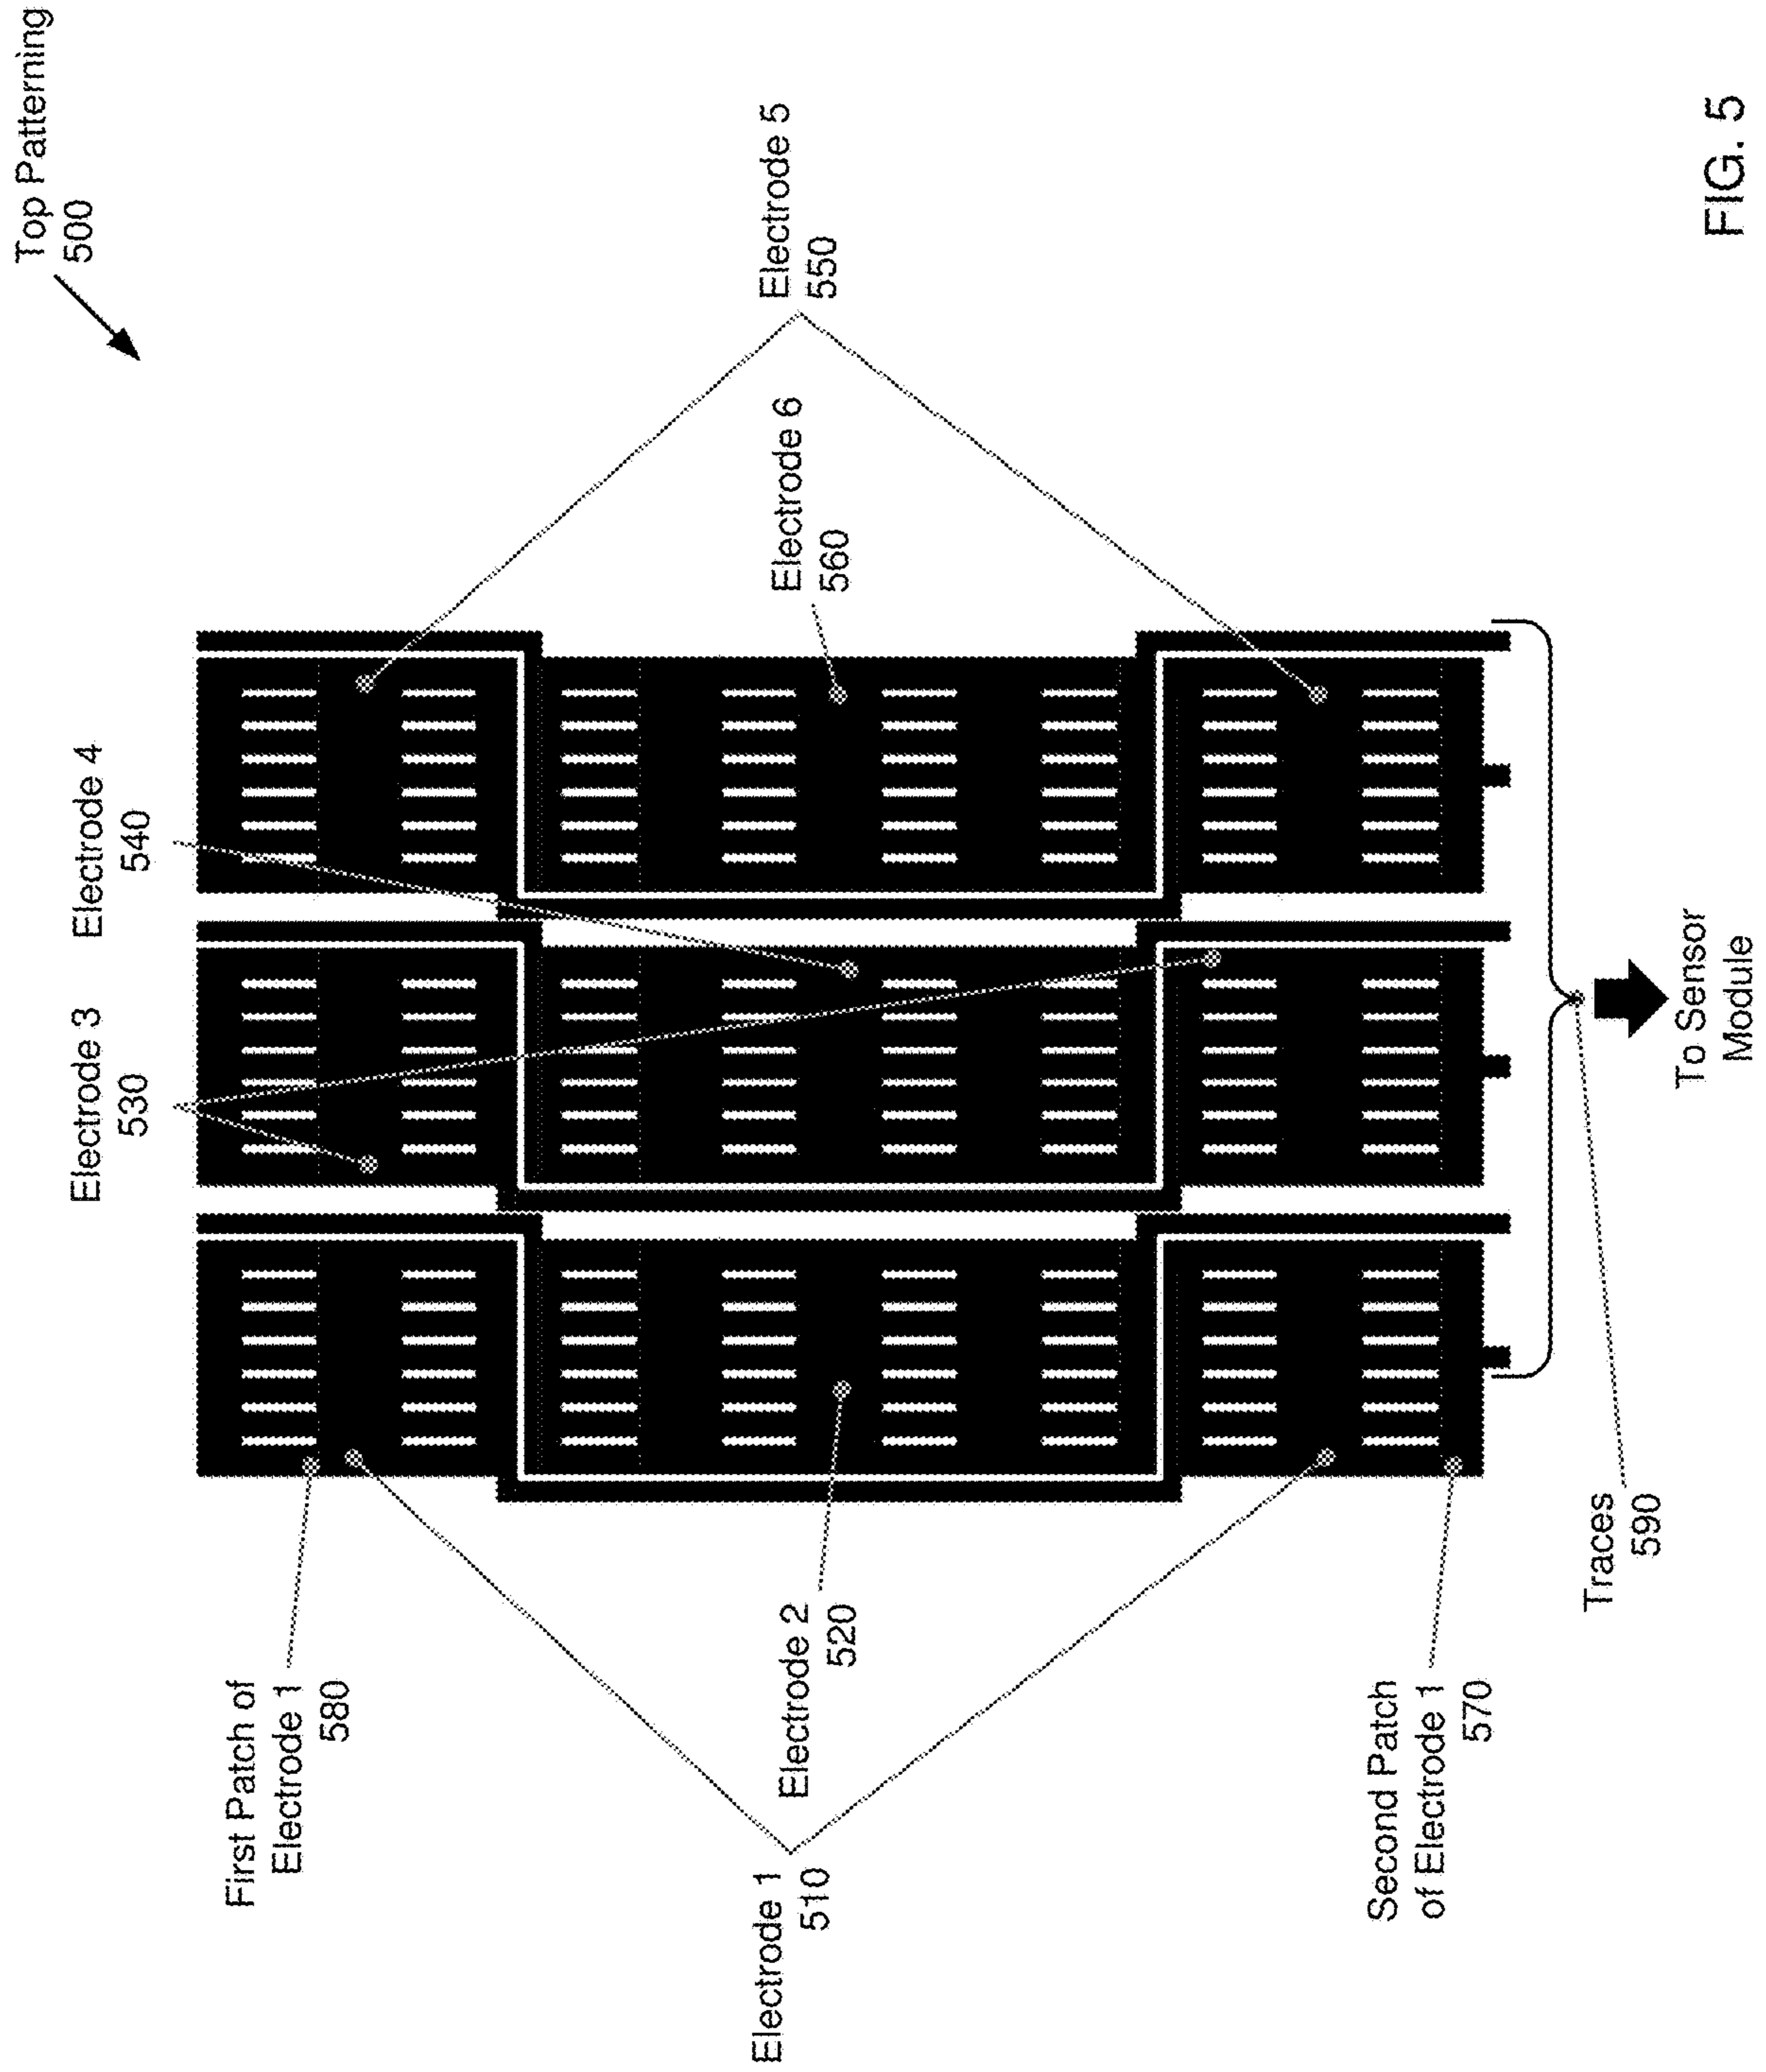 Top Patterning
500
First Patch of
Electrode 1
580
Electrode 3
530
Electrode 4
540
Electrode 1
510
Electrode 2
520
Electrode 6
560
Electrode 5
550
Second Patch
of Electrode 1
570
Traces
590
To Sensor
Module
FIG. 5